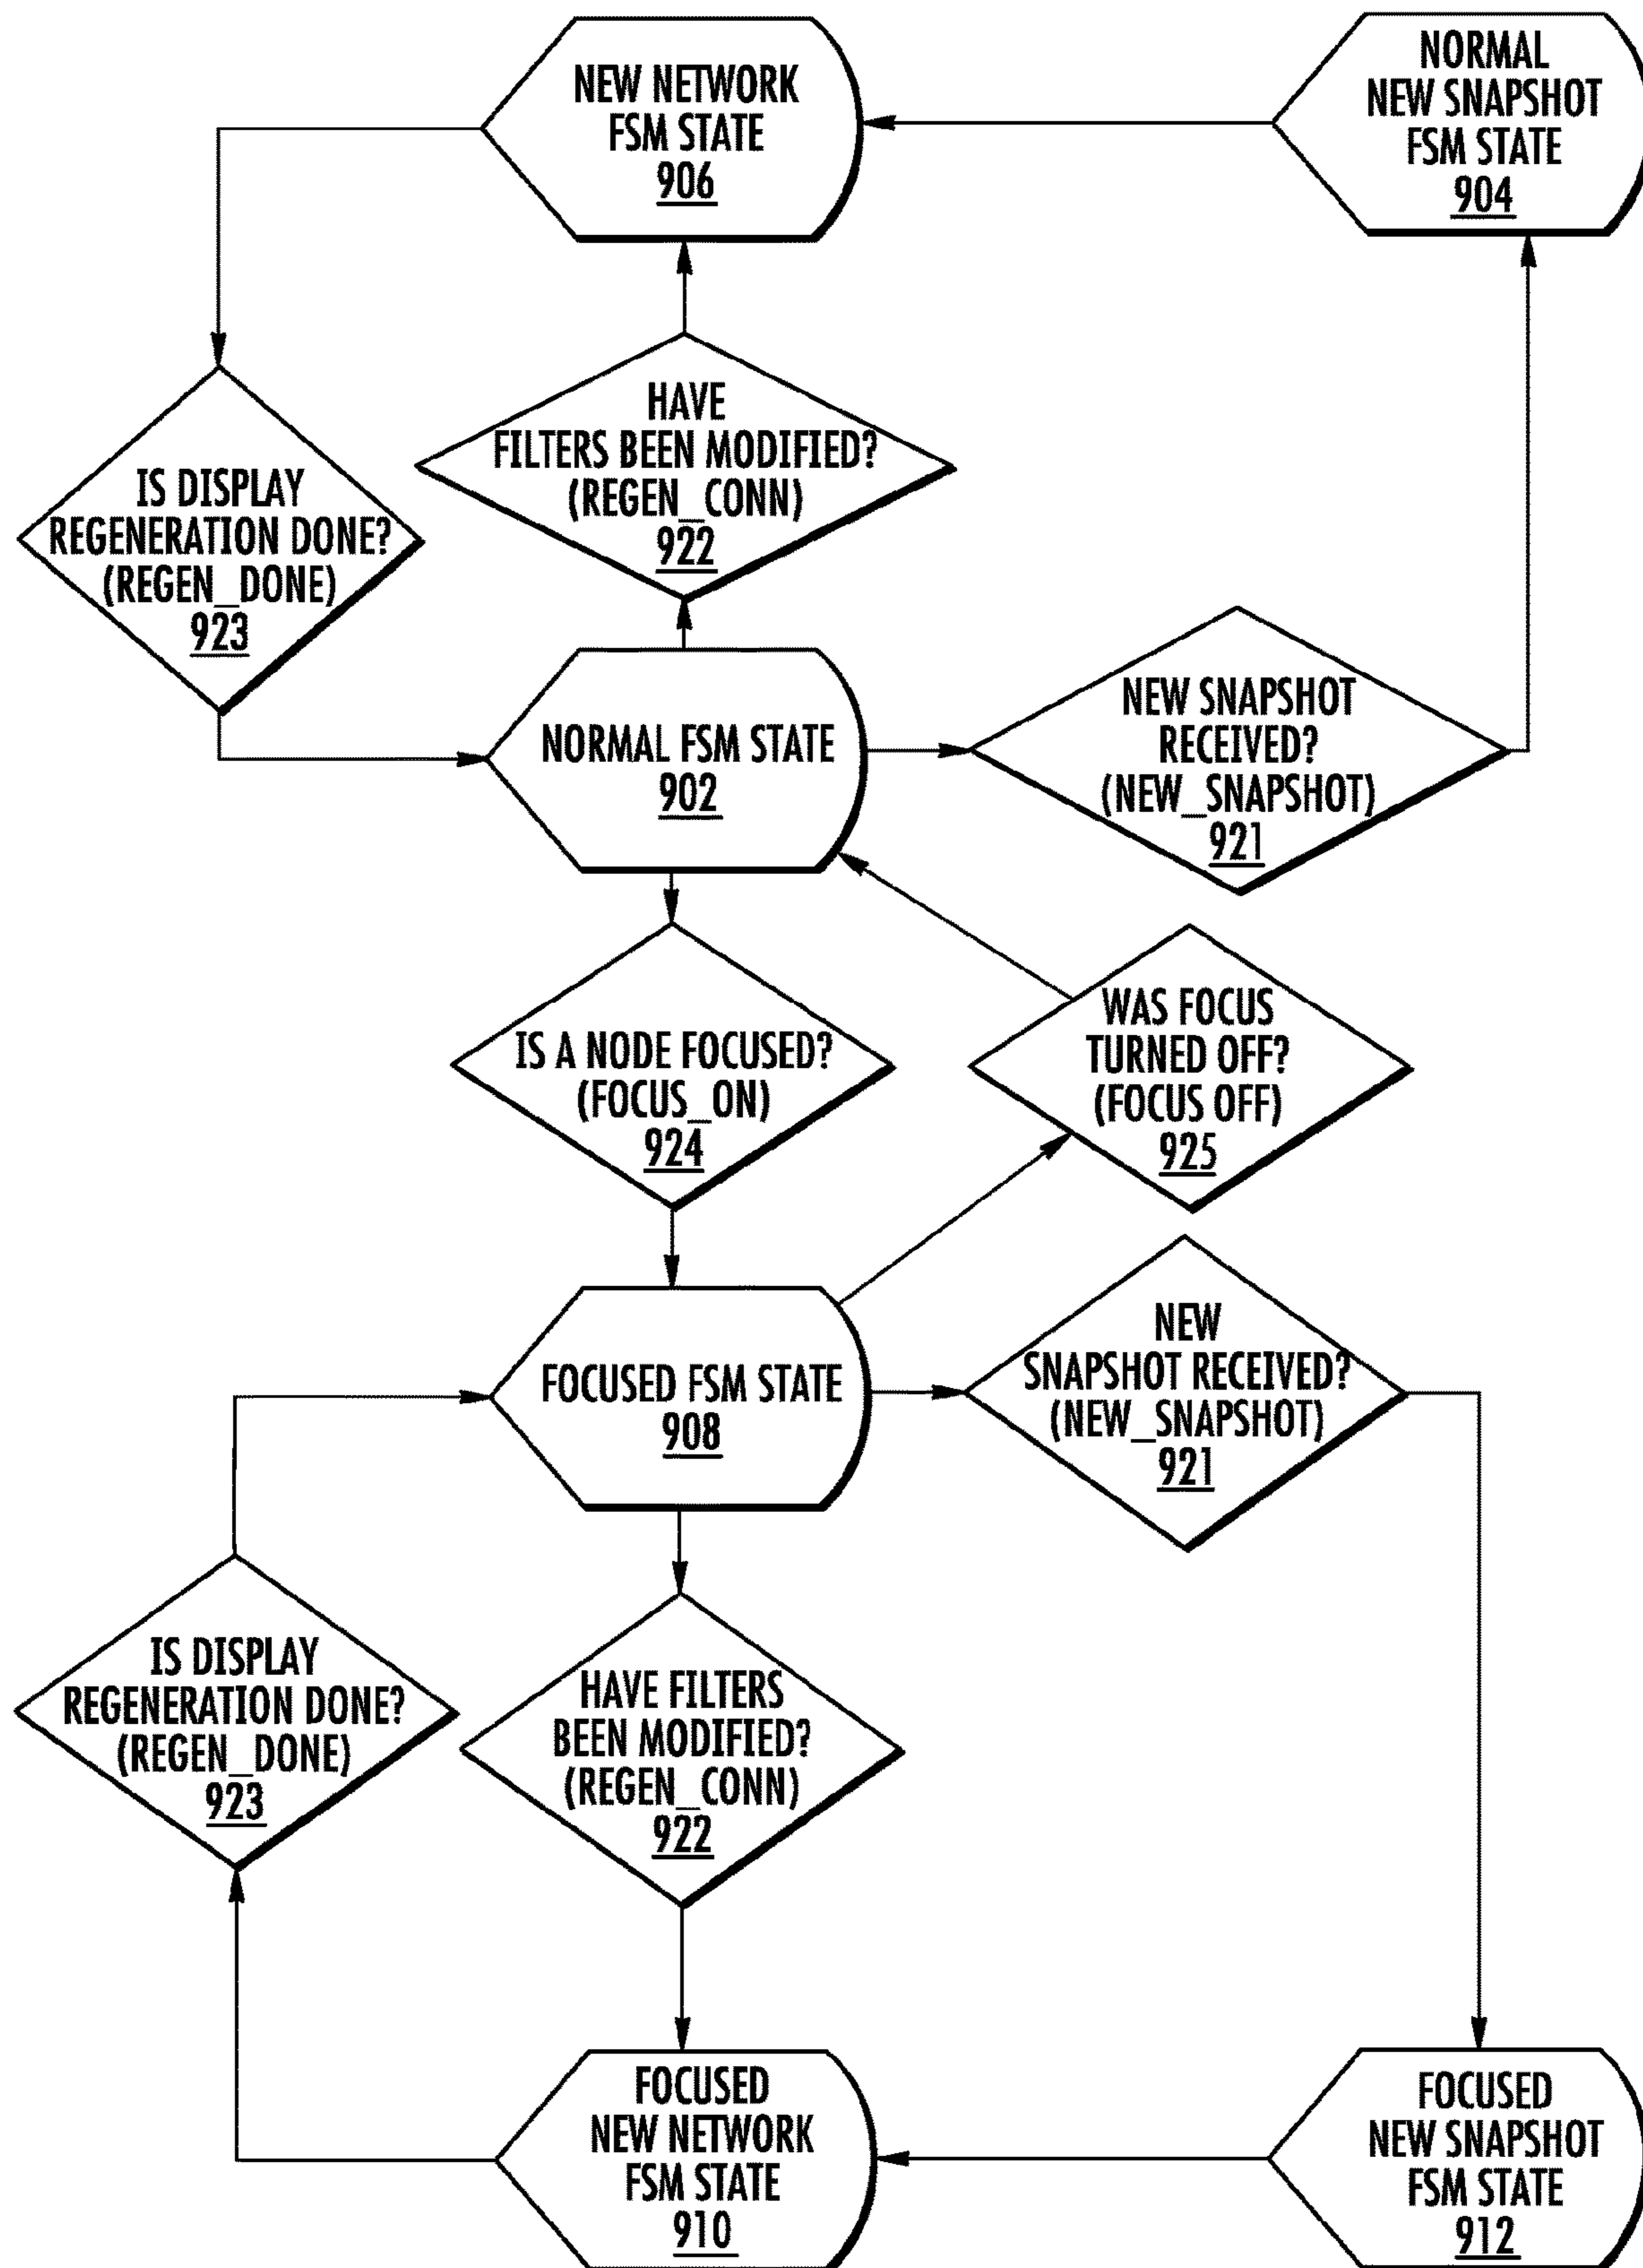 NEW NETWORK
FSM STATE
906
NORMAL
NEW SNAPSHOT
FSM STATE
904
HAVE
FILTERS BEEN MODIFIED?
(REGEN_CONN)
922
IS DISPLAY
REGENERATION DONE?
(REGEN_DONE)
923
NORMAL FSM STATE
902
NEW SNAPSHOT
RECEIVED?
(NEW_SNAPSHOT)
921
IS A NODE FOCUSED?
(FOCUS_ON)
924
WAS FOCUS
TURNED OFF?
(FOCUS OFF)
925
FOCUSED FSM STATE
908
NEW
SNAPSHOT RECEIVED?
(NEW_SNAPSHOT)
921
IS DISPLAY
REGENERATION DONE?
(REGEN_DONE)
923
HAVE FILTERS
BEEN MODIFIED?
(REGEN_CONN)
922
FOCUSED
NEW NETWORK
FSM STATE
910
FOCUSED
NEW SNAPSHOT
FSM STATE
912